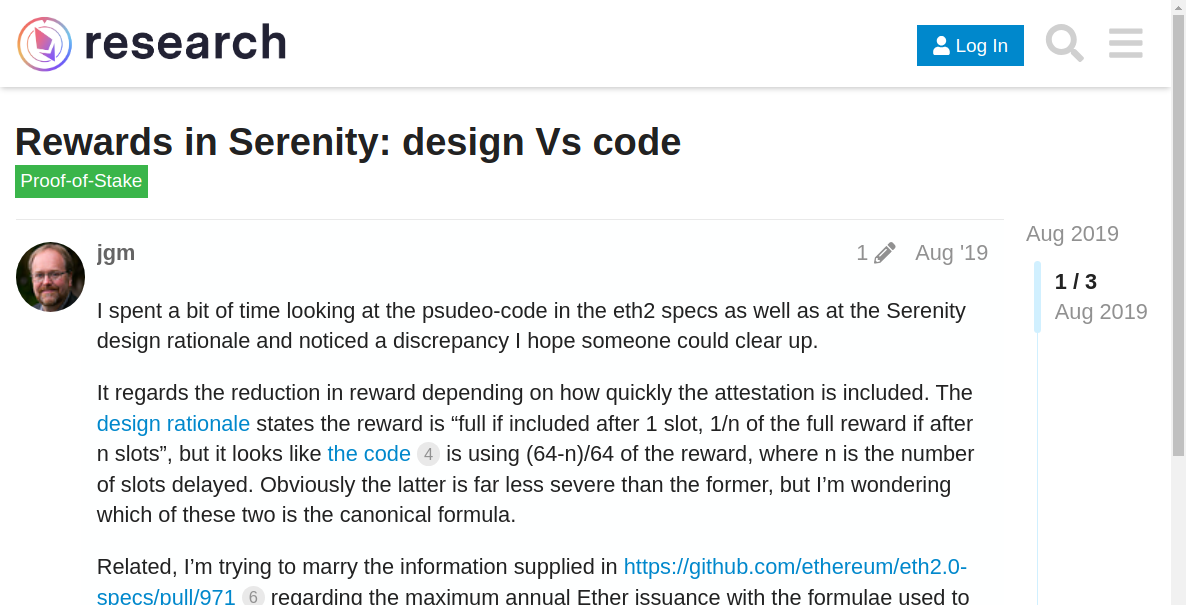 research
Log In
Rewards in Serenity: design Vs code
Proof-of-Stake
jgm
1
Aug '19
Aug 2019
1 / 3
Aug 2019
I spent a bit of time looking at the psudeo-code in the eth2 specs as well as at the Serenity
design rationale and noticed a discrepancy I hope someone could clear up.
It regards the reduction in reward depending on how quickly the attestation is included. The
design rationale states the reward is “full if included after 1 slot, 1/n of the full reward if after
n slots”, but it looks like the code 4 is using (64-n)/64 of the reward, where n is the number
of slots delayed. Obviously the latter is far less severe than the former, but I’m wondering
which of these two is the canonical formula.
Related, I’m trying to marry the information supplied in https://github.com/ethereum/eth2.0-
specs/pull/971 6 regarding the maximum annual Ether issuance with the formulae used to